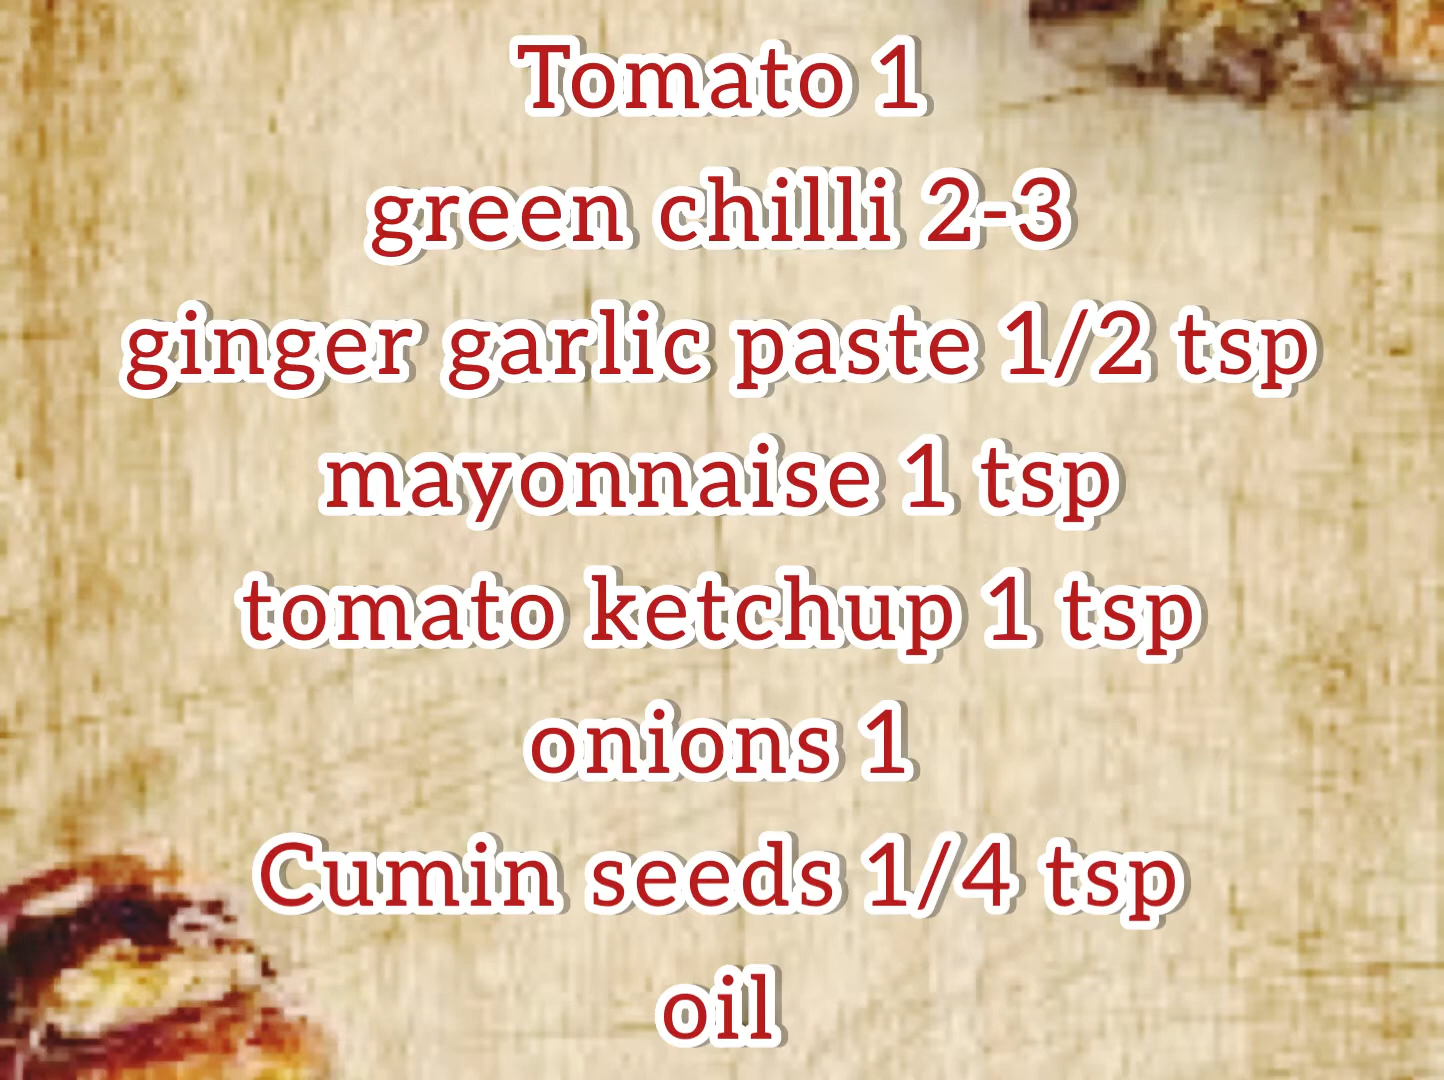 Tomato 1
green chilli 2-3
ginger garlic paste 1/2 tsp
mayonnaise 1 tsp
tomato ketchup 1 tsp
onions 1
Cumin seeds 1/4 tsp
oil